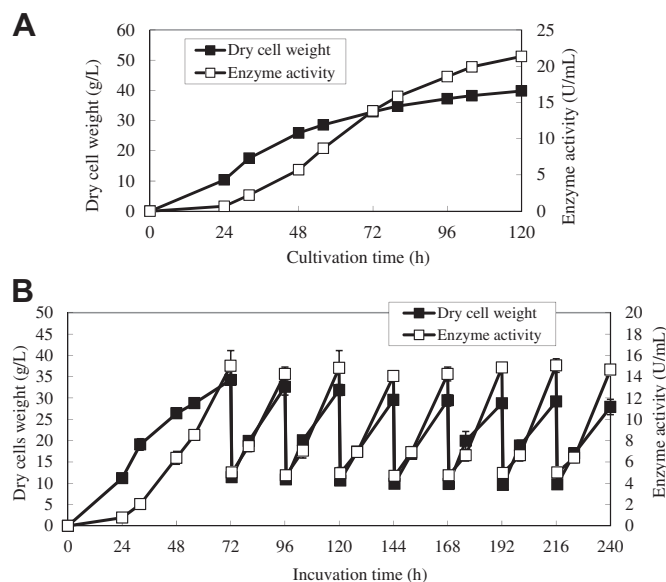 A
Dry cell weight (g/L)
60
50
40
30
20
10
0
Dry cell weight
Enzyme activity
25
20
15
10
5
0
Enzyme activity (U/mL)
0 24 48 72 96 120
Cultivation time (h)
B
Dry cells weight (g/L)
50
45
40
35
30
25
20
15
10
5
0
Dry cell weight
Enzyme activity
20
18
16
14
12
10
8
6
4
2
0
Enzyme activity (U/mL)
0 24 48 72 96 120 144 168 192 216 240
Incuvation time (h)